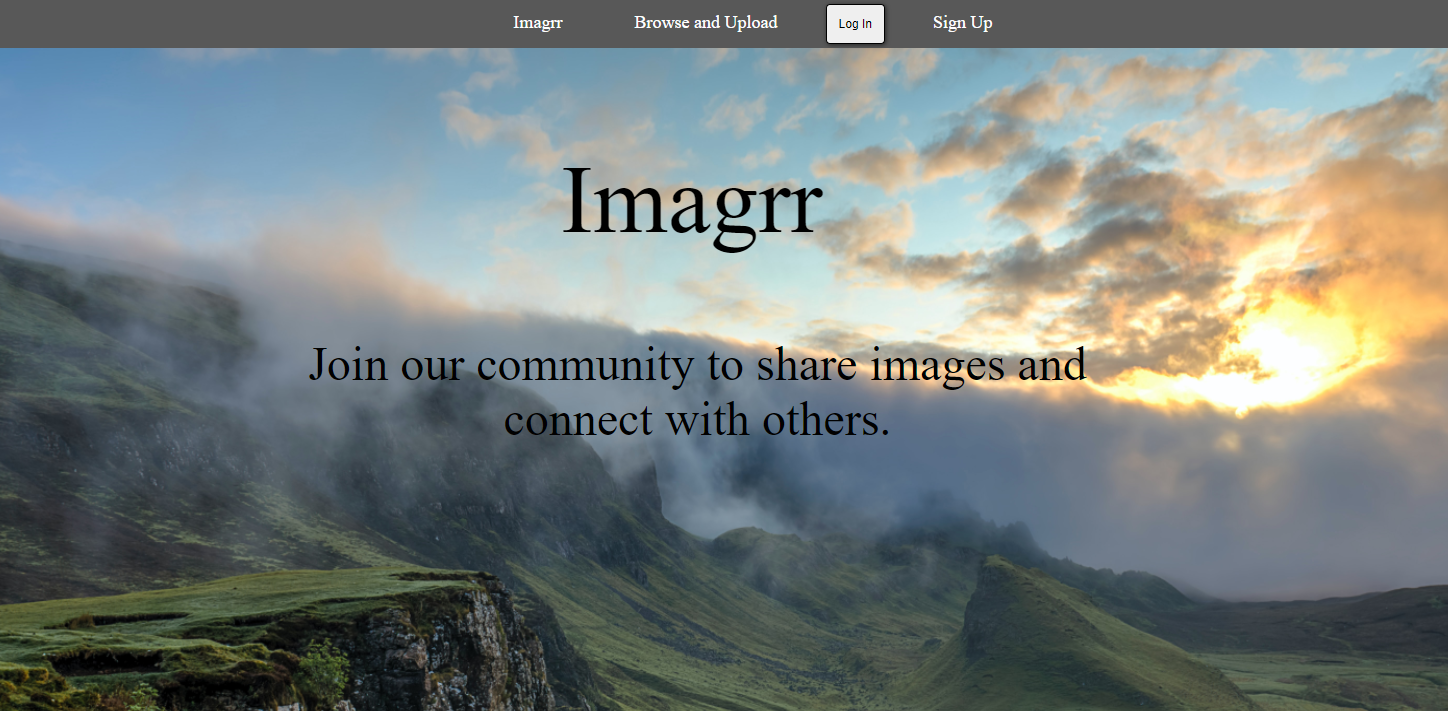 Imagrr Browse and Upload Log In Sign Up
Imagrr
Join our community to share images and
connect with others.